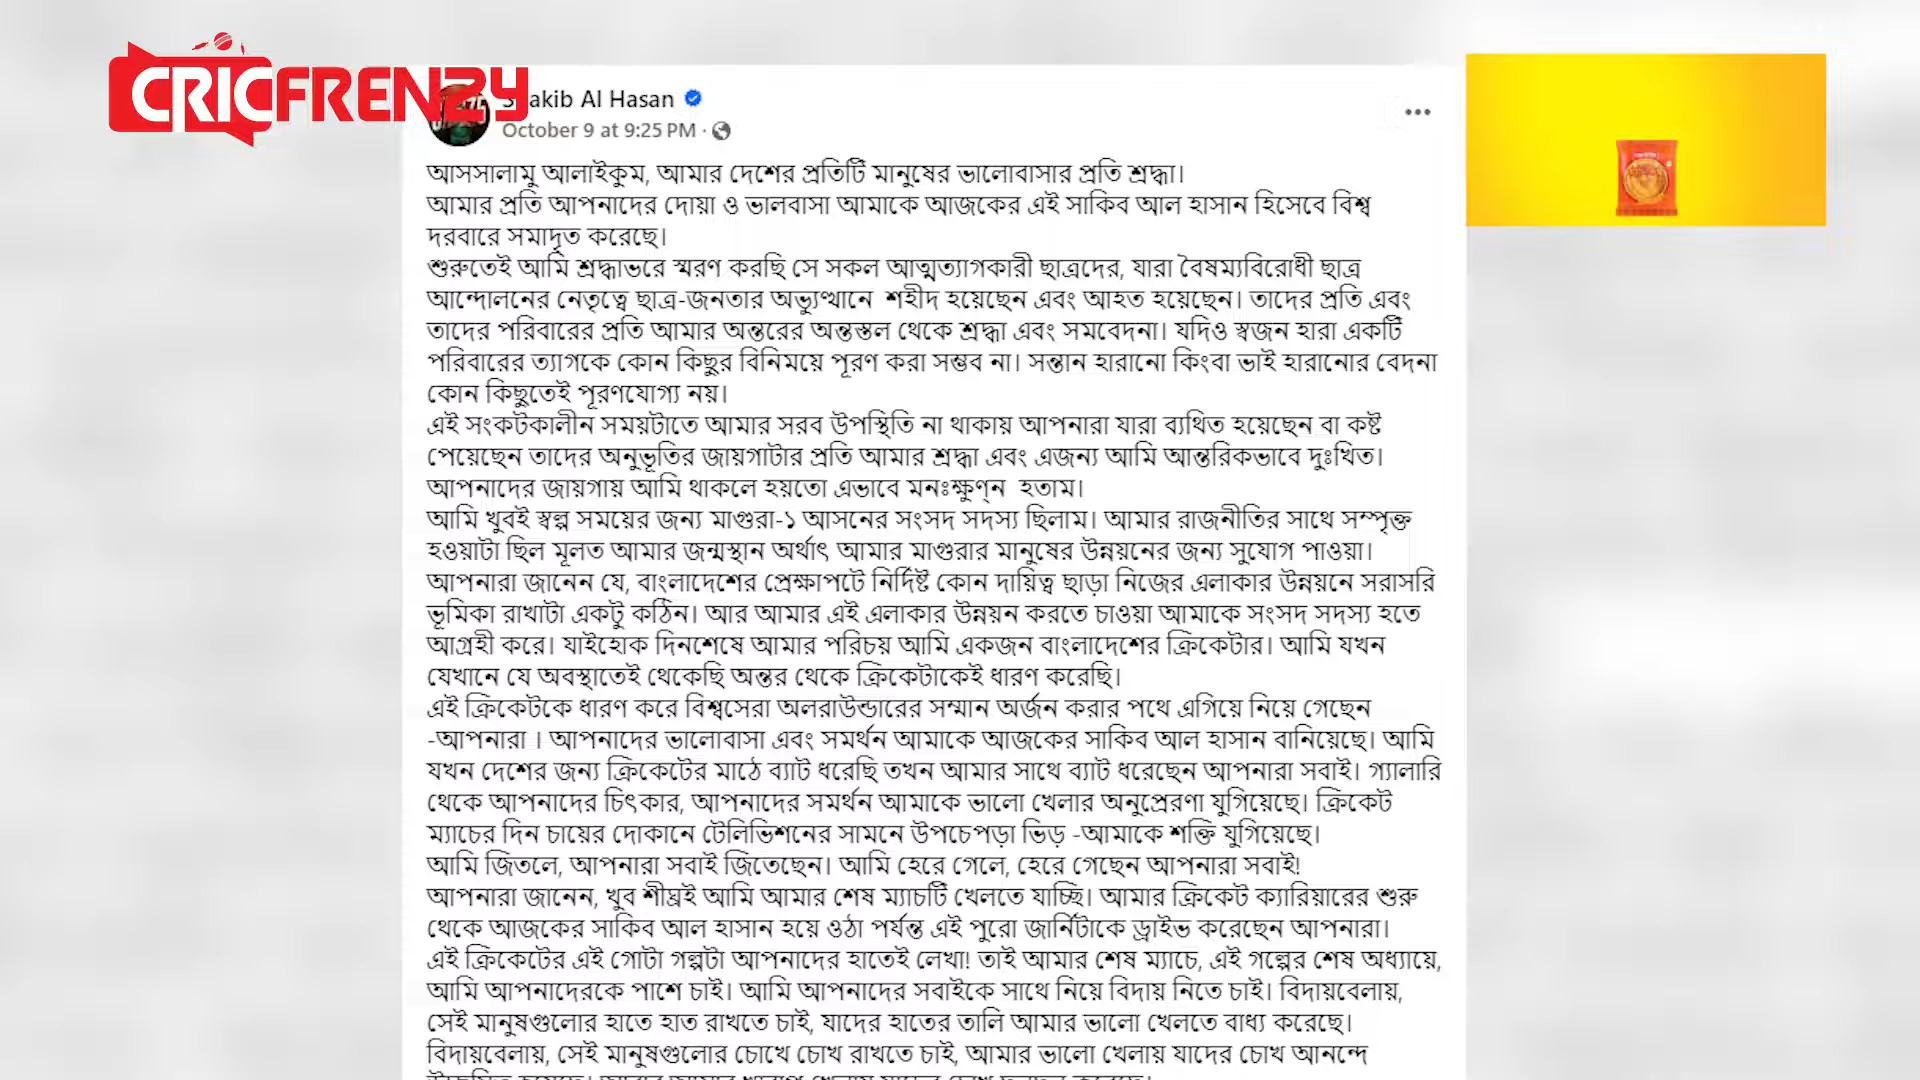 CRICFRENZY
akib Al Hasan
October 9 at 9:25 PM ·
আসসালামু আলাইকুম, আমার দেশের প্রতিটি মানুষের ভালোবাসার প্রতি শ্রদ্ধা।
আমার প্রতি আপনাদের দোয়া ও ভালবাসা আমাকে আজকের এই সাকিব আল হাসান হিসেবে বিশ্ব
দরবারে সমাদৃত করেছে।
শুরুতেই আমি শ্রদ্ধাভরে স্মরণ করছি সে সকল আত্মত্যাগকারী ছাত্রদের, যারা বৈষম্যবিরোধী ছাত্র
আন্দোলনের নেতৃত্বে ছাত্র-জনতার অভ্যুত্থানে শহীদ হয়েছেন এবং আহত হয়েছেন। তাদের প্রতি এবং
তাদের পরিবারের প্রতি আমার অন্তরের অন্তস্তল থেকে শ্রদ্ধা এবং সমবেদনা। যদিও স্বজন হারা একটি
পরিবারের ত্যাগকে কোন কিছুর বিনিময়ে পূরণ করা সম্ভব না। সন্তান হারানো কিংবা ভাই হারানোর বেদনা
কোন কিছুতেই পূরণযোগ্য নয়।
এই সংকটকালীন সময়টাতে আমার সরব উপস্থিতি না থাকায় আপনারা যারা ব্যথিত হয়েছেন বা কষ্ট
পেয়েছেন তাদের অনুভূতির জায়গাটার প্রতি আমার শ্রদ্ধা এবং এজন্য আমি আন্তরিকভাবে দুঃখিত।
আপনাদের জায়গায় আমি থাকলে হয়তো এভাবে মনঃক্ষুণ্ন হতাম।
আমি খুবই স্বল্প সময়ের জন্য মাগুরা-১ আসনের সংসদ সদস্য ছিলাম। আমার রাজনীতির সাথে সম্পৃক্ত
হওয়াটা ছিল মূলত আমার জন্মস্থান অর্থাৎ আমার মাগুরার মানুষের উন্নয়নের জন্য সুযোগ পাওয়া।
আপনারা জানেন যে, বাংলাদেশের প্রেক্ষাপটে নির্দিষ্ট কোন দায়িত্ব ছাড়া নিজের এলাকার উন্নয়নে সরাসরি
ভূমিকা রাখাটা একটু কঠিন। আর আমার এই এলাকার উন্নয়ন করতে চাওয়া আমাকে সংসদ সদস্য হতে
আগ্রহী করে। যাইহোক দিনশেষে আমার পরিচয় আমি একজন বাংলাদেশের ক্রিকেটার। আমি যখন
যেখানে যে অবস্থাতেই থেকেছি অন্তর থেকে ক্রিকেটাকেই ধারণ করেছি।
এই ক্রিকেটকে ধারণ করে বিশ্বসেরা অলরাউন্ডারের সম্মান অর্জন করার পথে এগিয়ে নিয়ে গেছেন
-আপনারা । আপনাদের ভালোবাসা এবং সমর্থন আমাকে আজকের সাকিব আল হাসান বানিয়েছে। আমি
যখন দেশের জন্য ক্রিকেটের মাঠে ব্যাট ধরেছি তখন আমার সাথে ব্যাট ধরেছেন আপনারা সবাই। গ্যালারি
থেকে আপনাদের চিৎকার, আপনাদের সমর্থন আমাকে ভালো খেলার অনুপ্রেরণা যুগিয়েছে। ক্রিকেট
ম্যাচের দিন চায়ের দোকানে টেলিভিশনের সামনে উপচেপড়া ভিড় -আমাকে শক্তি যুগিয়েছে।
আমি জিতলে, আপনারা সবাই জিতেছেন। আমি হেরে গেলে, হেরে গেছেন আপনারা সবাই!
আপনারা জানেন, খুব শীঘ্রই আমি আমার শেষ ম্যাচটি খেলতে যাচ্ছি। আমার ক্রিকেট ক্যারিয়ারের শুরু
থেকে আজকের সাকিব আল হাসান হয়ে ওঠা পর্যন্ত এই পুরো জার্নিটাকে ড্রাইভ করেছেন আপনারা।
এই ক্রিকেটের এই গোটা গল্পটা আপনাদের হাতেই লেখা! তাই আমার শেষ ম্যাচে, এই গল্পের শেষ অধ্যায়ে,
আমি আপনাদেরকে পাশে চাই। আমি আপনাদের সবাইকে সাথে নিয়ে বিদায় নিতে চাই। বিদায়বেলায়,
সেই মানুষগুলোর হাতে হাত রাখতে চাই, যাদের হাতের তালি আমার ভালো খেলতে বাধ্য করেছে।
বিদায়বেলায়, সেই মানুষগুলোর চোখে চোখ রাখতে চাই, আমার ভালো খেলায় যাদের চোখ আনন্দে